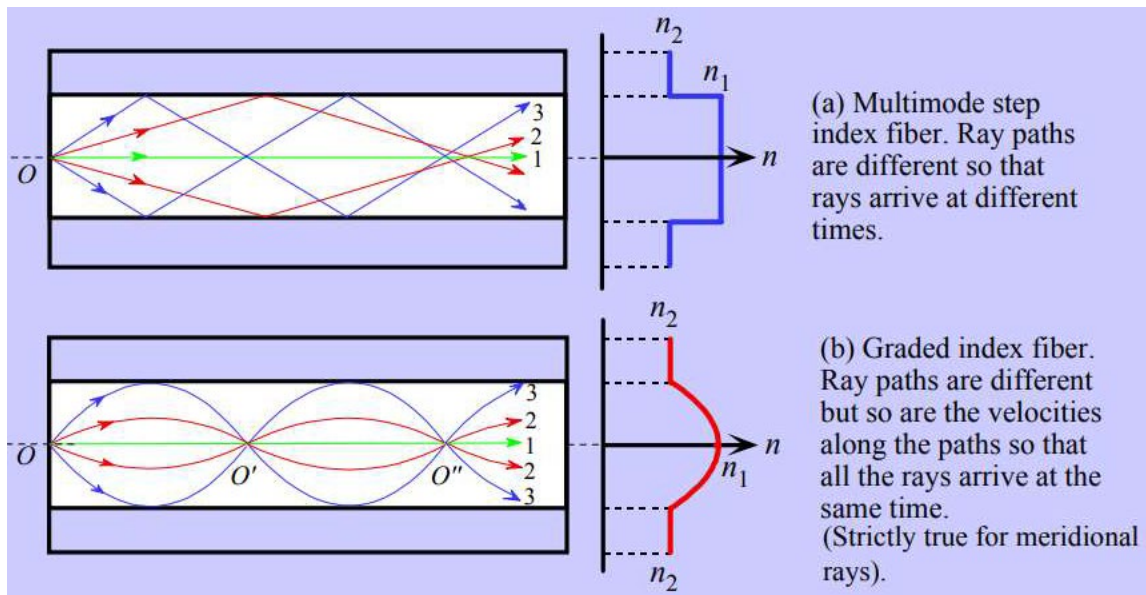 n2
n1
3
2
1
O
n
(a) Multimode step
index fiber. Ray paths
are different so that
rays arrive at different
times.
n2
3
2
1
2
3
O
O′
O″
n
n1
n2
(b) Graded index fiber.
Ray paths are different
but so are the velocities
along the paths so that
all the rays arrive at the
same time.
(Strictly true for meridional
rays).